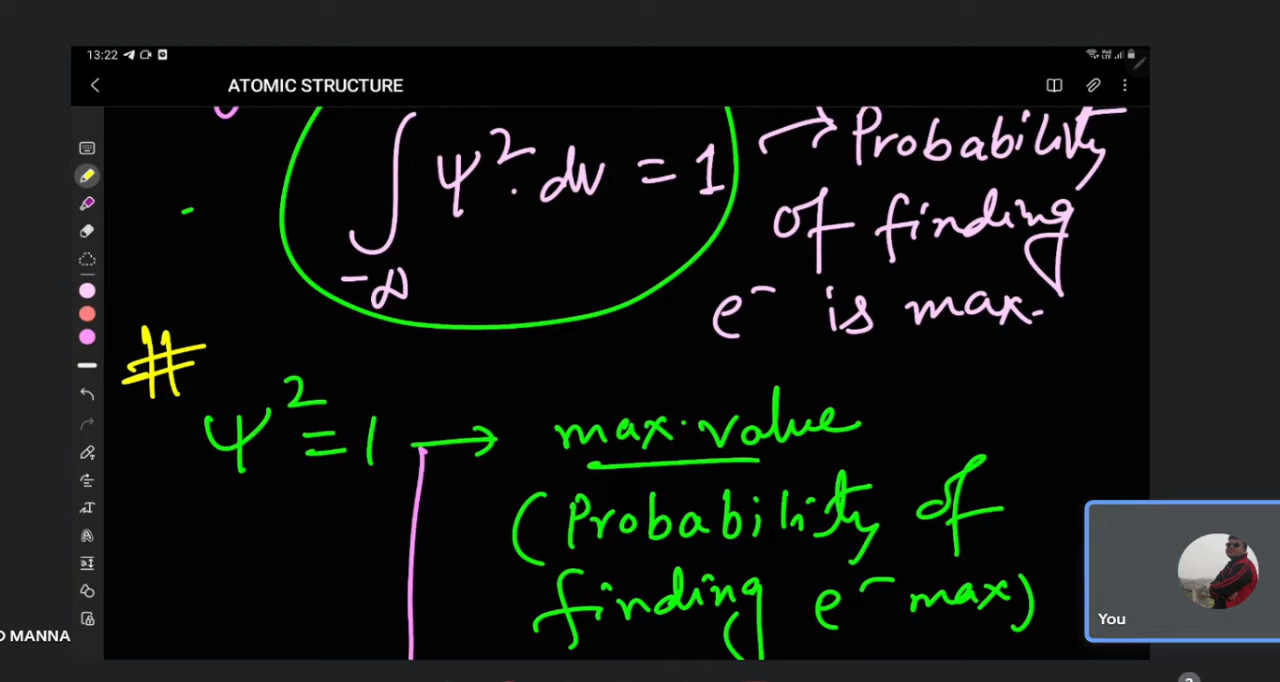 13:22
ATOMIC STRUCTURE
∫ ψ². dv = 1 → Probability
-∞
of finding
e⁻ is max.
#
ψ² = 1 → max. value
(Probability of
finding e⁻ max)
You
MANNA